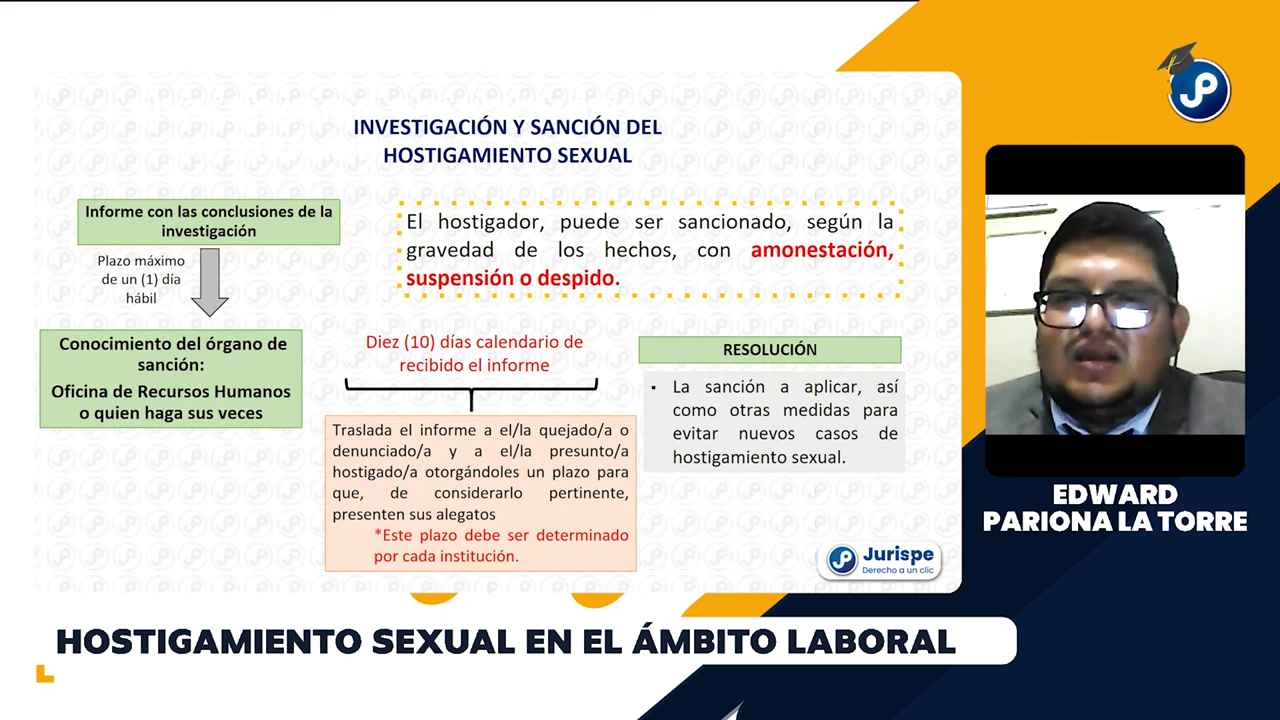 INVESTIGACIÓN Y SANCIÓN DEL
HOSTIGAMIENTO SEXUAL
Informe con las conclusiones de la
investigación
Plazo máximo
de un (1) día
hábil
Conocimiento del órgano de
sanción:
Oficina de Recursos Humanos
o quien haga sus veces
El hostigador, puede ser sancionado, según la
gravedad de los hechos, con amonestación,
suspensión o despido.
Diez (10) días calendario de
recibido el informe
Traslada el informe a el/la quejado/a o
denunciado/a y a el/la presunto/a
hostigado/a otorgándoles un plazo para
que, de considerarlo pertinente,
presenten sus alegatos
*Este plazo debe ser determinado
por cada institución.
RESOLUCIÓN
▪ La sanción a aplicar, así
como otras medidas para
evitar nuevos casos de
hostigamiento sexual.
JP
Jurispe
Derecho a un clic
JP
EDWARD
PARIONA LA TORRE
HOSTIGAMIENTO SEXUAL EN EL ÁMBITO LABORAL